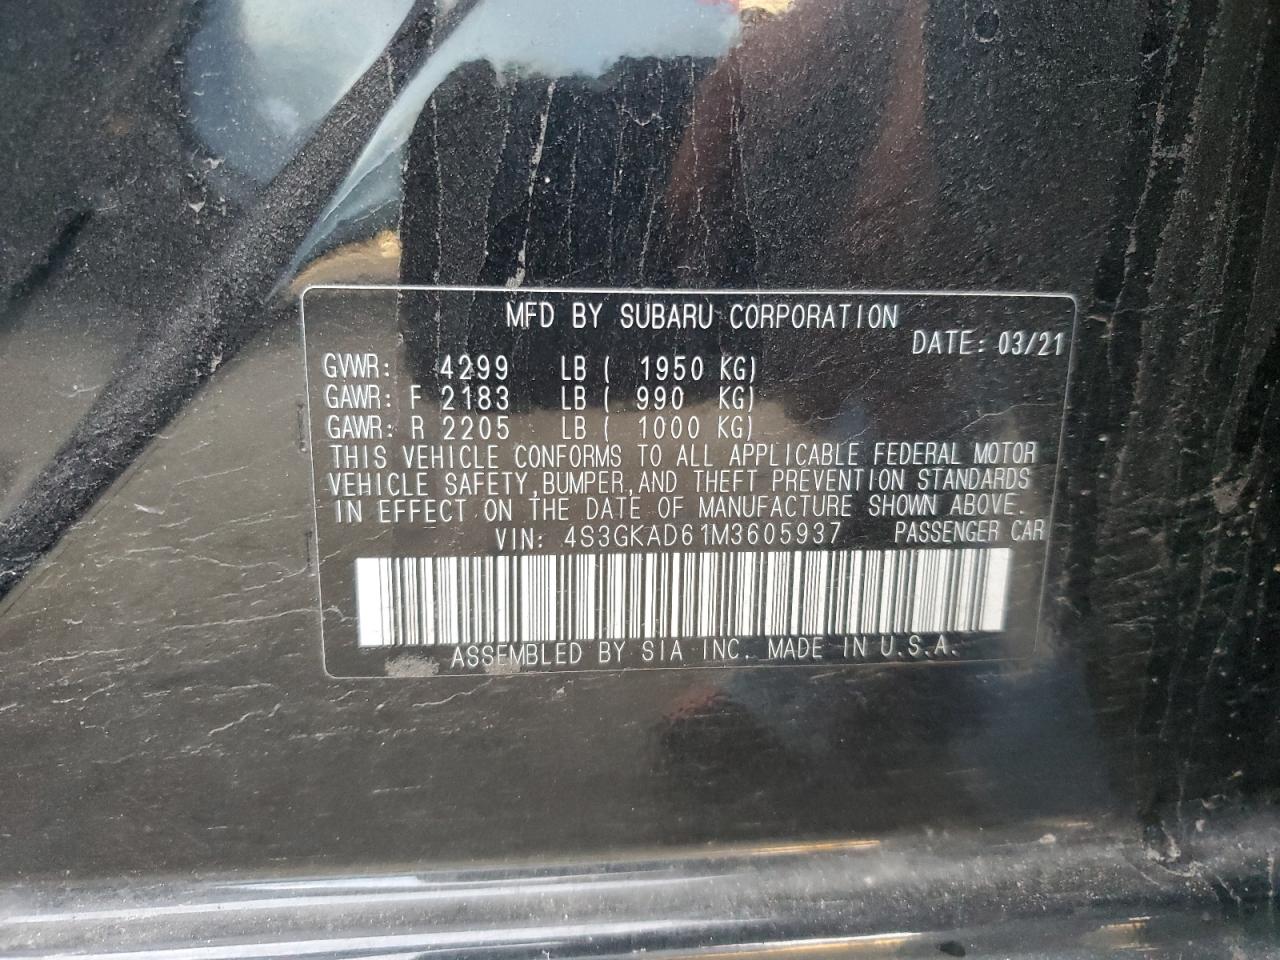 MFD BY SUBARU CORPORATION
DATE: 03/21
GVWR: 4299 LB ( 1950 KG)
GAWR: F 2183 LB ( 990 KG)
GAWR: R 2205 LB ( 1000 KG)
THIS VEHICLE CONFORMS TO ALL APPLICABLE FEDERAL MOTOR
VEHICLE SAFETY,BUMPER,AND THEFT PREVENTION STANDARDS
IN EFFECT ON THE DATE OF MANUFACTURE SHOWN ABOVE.
VIN: 4S3GKAD61M3605937 PASSENGER CAR
ASSEMBLED BY SIA INC. MADE IN U.S.A.